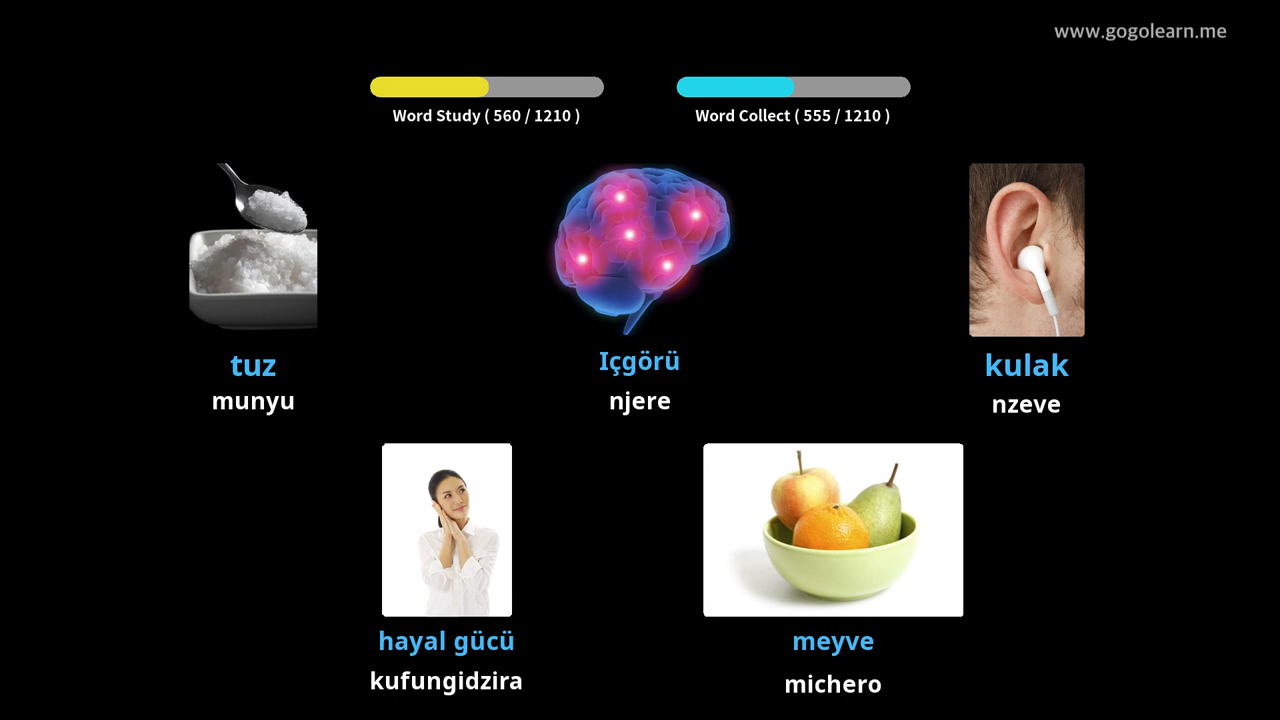 www.gogolearn.me
Word Study ( 560 / 1210 )
Word Collect ( 555 / 1210 )
tuz
munyu
Içgörü
njere
kulak
nzeve
hayal gücü
kufungidzira
meyve
michero